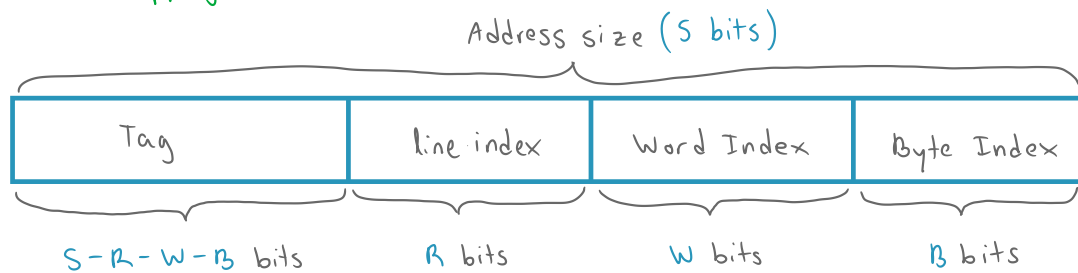 Address size (S bits)
Tag line index Word Index Byte Index
S-R-W-B bits R bits W bits B bits